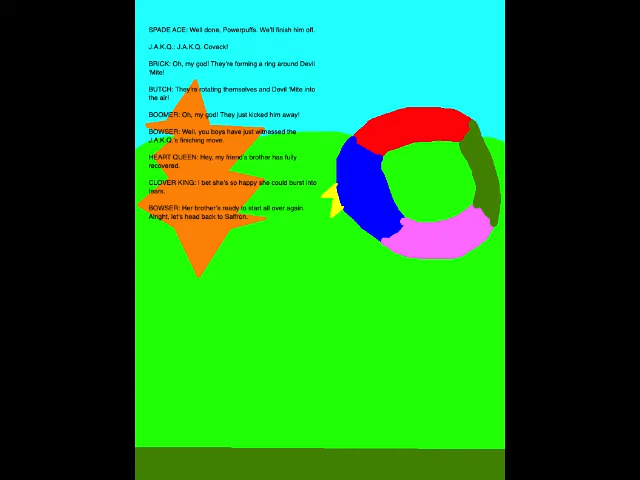 SPADE ACE: Well done, Powerpuffs. We'll finish him off.
J.A.K.Q.: J.A.K.Q. Covack!
BRICK: Oh, my god! They're forming a ring around Devil
'Mite!
BUTCH: They're rotating themselves and Devil 'Mite into
the air!
BOOMER: Oh, my god! They just kicked him away!
BOWSER: Well, you boys have just witnessed the
J.A.K.Q.'s finishing move.
HEART QUEEN: Hey, my friend's brother has fully
recovered.
CLOVER KING: I bet she's so happy she could burst into
tears.
BOWSER: Her brother's ready to start all over again.
Alright, let's head back to Saffron.